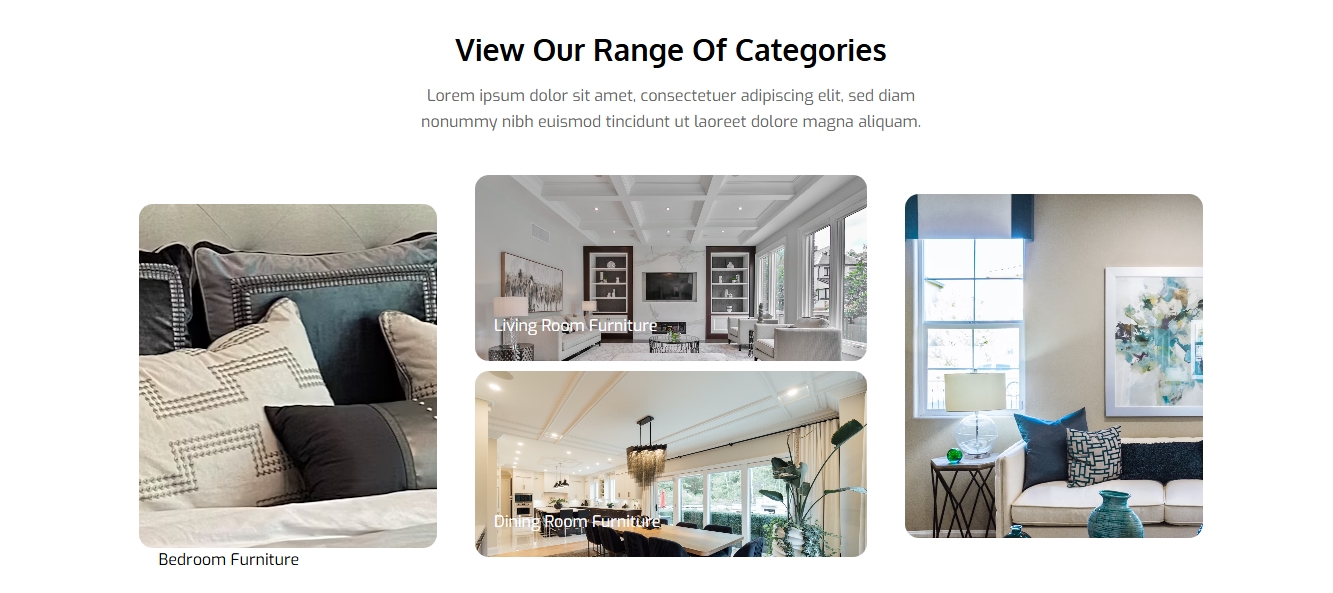 View Our Range Of Categories
Lorem ipsum dolor sit amet, consectetuer adipiscing elit, sed diam
nonummy nibh euismod tincidunt ut laoreet dolore magna aliquam.
Living Room Furniture
Dining Room Furniture
Bedroom Furniture